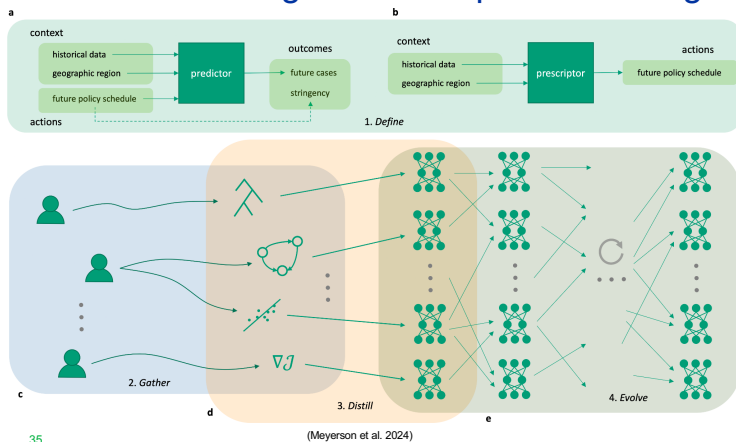 a
context
historical data
geographic region
future policy schedule
actions
predictor
outcomes
future cases
stringency
1. Define
b
context
historical data
geographic region
prescriptor
actions
future policy schedule
∇𝒥
2. Gather
c
3. Distill
d
4. Evolve
e
35
(Meyerson et al. 2024)